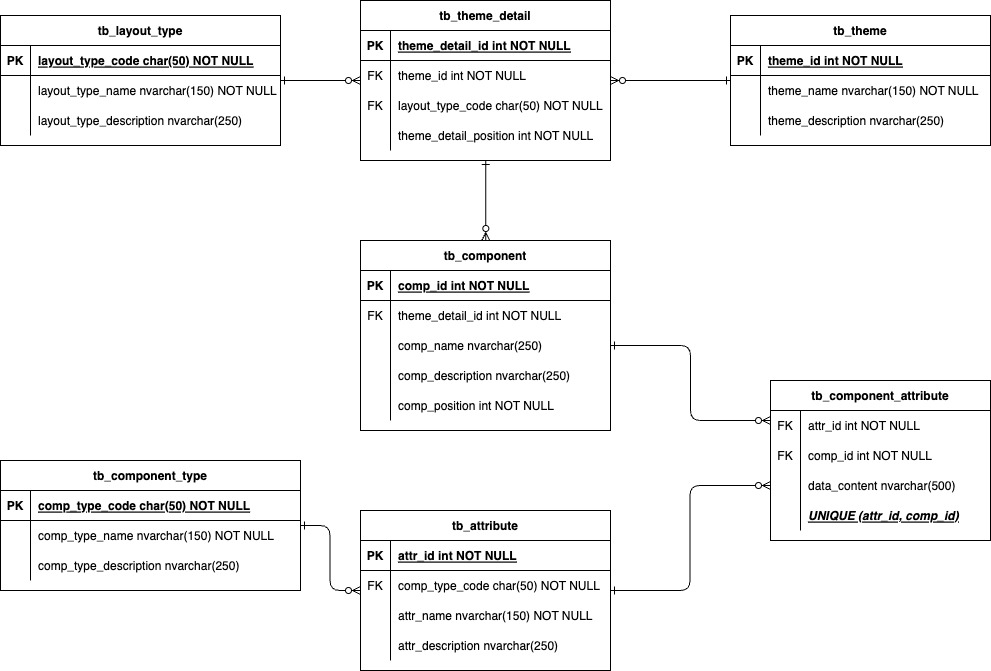 tb_layout_type
PK layout_type_code char(50) NOT NULL
layout_type_name nvarchar(150) NOT NULL
layout_type_description nvarchar(250)
tb_theme_detail
PK theme_detail_id int NOT NULL
FK theme_id int NOT NULL
FK layout_type_code char(50) NOT NULL
theme_detail_position int NOT NULL
tb_theme
PK theme_id int NOT NULL
theme_name nvarchar(150) NOT NULL
theme_description nvarchar(250)
tb_component
PK comp_id int NOT NULL
FK theme_detail_id int NOT NULL
comp_name nvarchar(250)
comp_description nvarchar(250)
comp_position int NOT NULL
tb_component_attribute
FK attr_id int NOT NULL
FK comp_id int NOT NULL
data_content nvarchar(500)
UNIQUE (attr_id, comp_id)
tb_component_type
PK comp_type_code char(50) NOT NULL
comp_type_name nvarchar(150) NOT NULL
comp_type_description nvarchar(250)
tb_attribute
PK attr_id int NOT NULL
FK comp_type_code char(50) NOT NULL
attr_name nvarchar(150) NOT NULL
attr_description nvarchar(250)